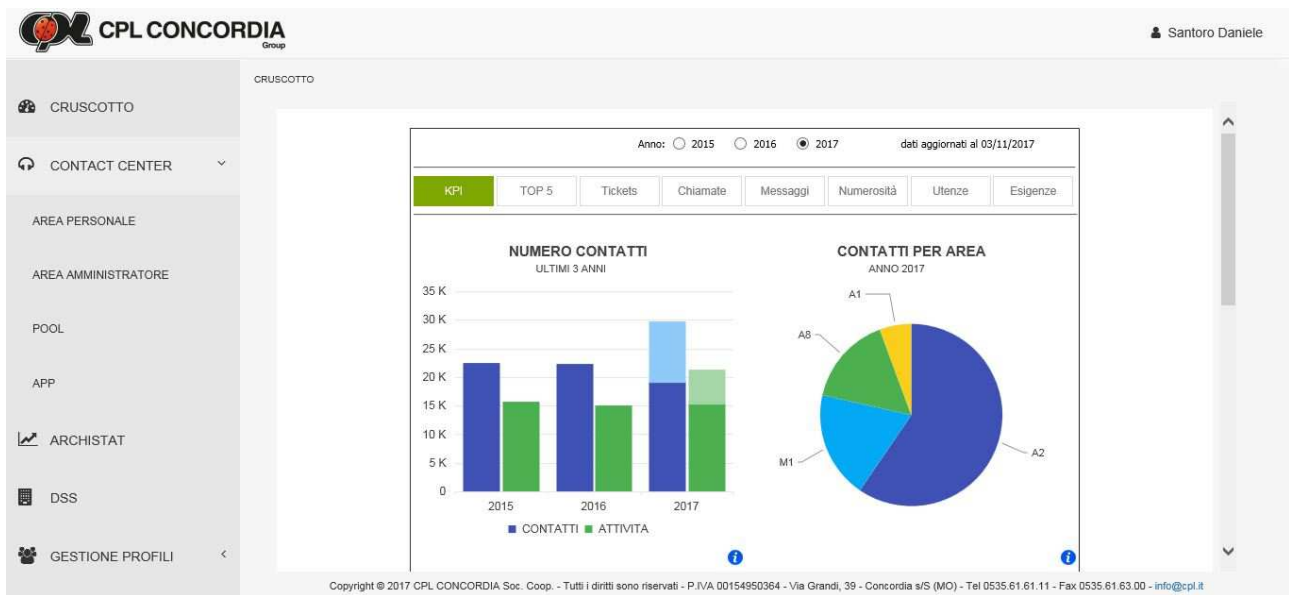 CPL CONCORDIA
Group
Santoro Daniele
CRUSCOTTO
CONTACT CENTER
AREA PERSONALE
AREA AMMINISTRATORE
POOL
APP
ARCHISTAT
DSS
GESTIONE PROFILI
CRUSCOTTO
Anno: 2015 2016 2017 dati aggiornati al 03/11/2017
KPI TOP 5 Tickets Chiamate Messaggi Numerosità Utenze Esigenze
NUMERO CONTATTI
ULTIMI 3 ANNI
35 K
30 K
25 K
20 K
15 K
10 K
5 K
0
2015 2016 2017
CONTATTI ATTIVITA
CONTATTI PER AREA
ANNO 2017
A1
A8
M1
A2
Copyright © 2017 CPL CONCORDIA Soc. Coop. - Tutti i diritti sono riservati - P.IVA 00154950364 - Via Grandi, 39 - Concordia s/S (MO) - Tel 0535.61.61.11 - Fax 0535.61.63.00 - info@cpl.it